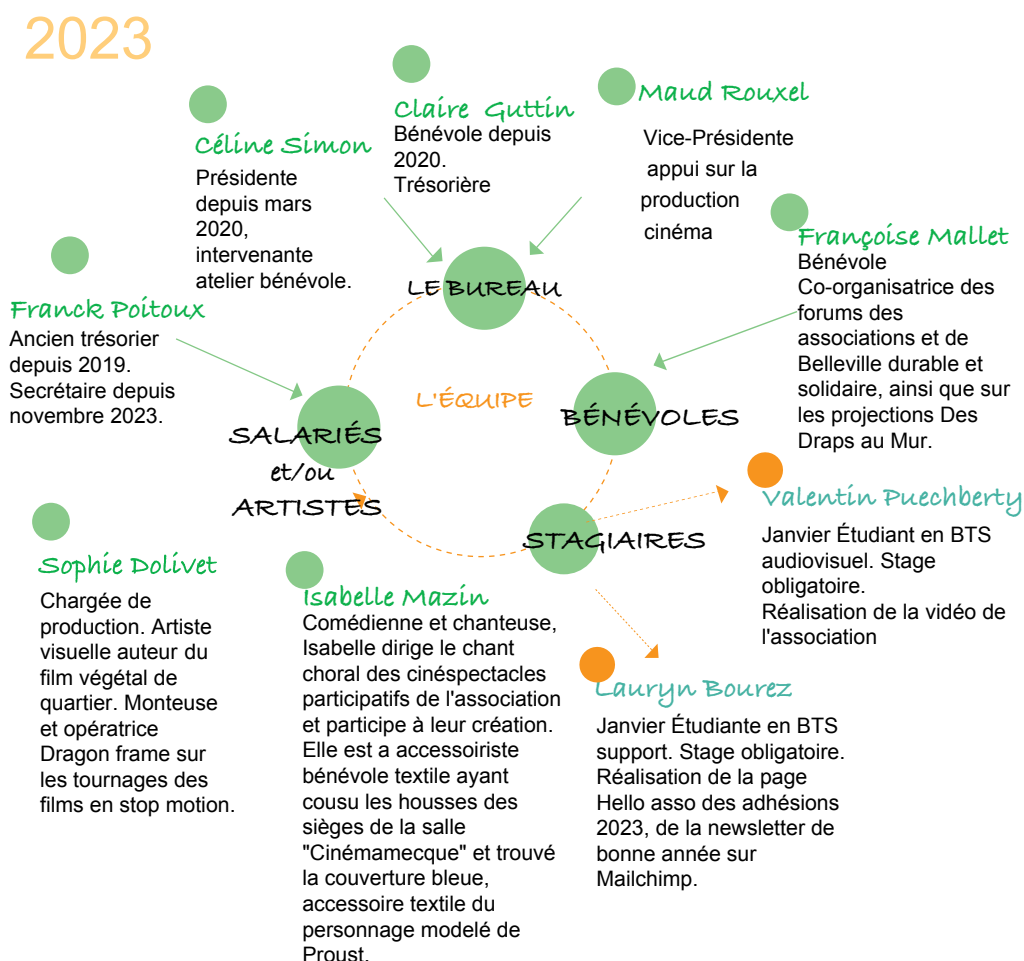 2023
Claire Guttin
Bénévole depuis
2020.
Trésorière
Maud Rouxel
Vice-Présidente
appui sur la
production
cinéma
Céline Simon
Présidente
depuis mars
2020,
intervenante
atelier bénévole.
Françoise Mallet
Bénévole
Co-organisatrice des
forums des
associations et de
Belleville durable et
solidaire, ainsi que sur
les projections Des
Draps au Mur.
Franck Poitoux
Ancien trésorier
depuis 2019.
Secrétaire depuis
novembre 2023.
LE BUREAU
L'ÉQUIPE
BÉNÉVOLES
SALARIÉS
et/ou
ARTISTES
STAGIAIRES
Valentin Puechberty
Janvier Étudiant en BTS
audiovisuel. Stage
obligatoire.
Réalisation de la vidéo de
l'association
Sophie Dolivet
Chargée de
production. Artiste
visuelle auteur du
film végétal de
quartier. Monteuse
et opératrice
Dragon frame sur
les tournages des
films en stop motion.
Isabelle Mazin
Comédienne et chanteuse,
Isabelle dirige le chant
choral des cinéspectacles
participatifs de l'association
et participe à leur création.
Elle est a accessoiriste
bénévole textile ayant
cousu les housses des
sièges de la salle
"Cinémamecque" et trouvé
la couverture bleue,
accessoire textile du
personnage modelé de
Proust.
Lauryn Bourez
Janvier Étudiante en BTS
support. Stage obligatoire.
Réalisation de la page
Hello asso des adhésions
2023, de la newsletter de
bonne année sur
Mailchimp.